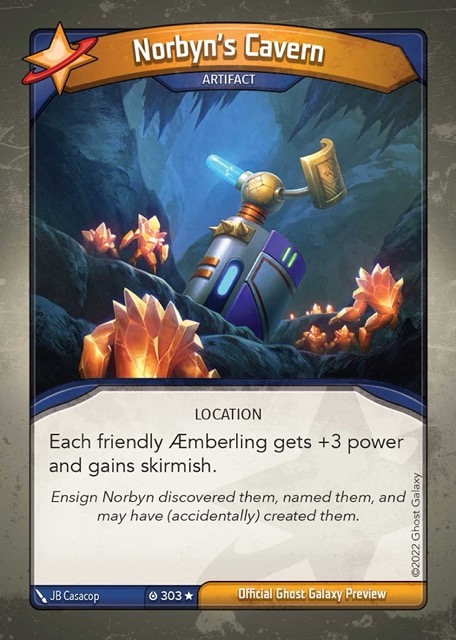 Norbyn's Cavern
ARTIFACT
LOCATION
Each friendly Æmberling gets +3 power
and gains skirmish.
Ensign Norbyn discovered them, named them, and
may have (accidentally) created them.
©2022 Ghost Galaxy
JB Casacop
303★
Official Ghost Galaxy Preview